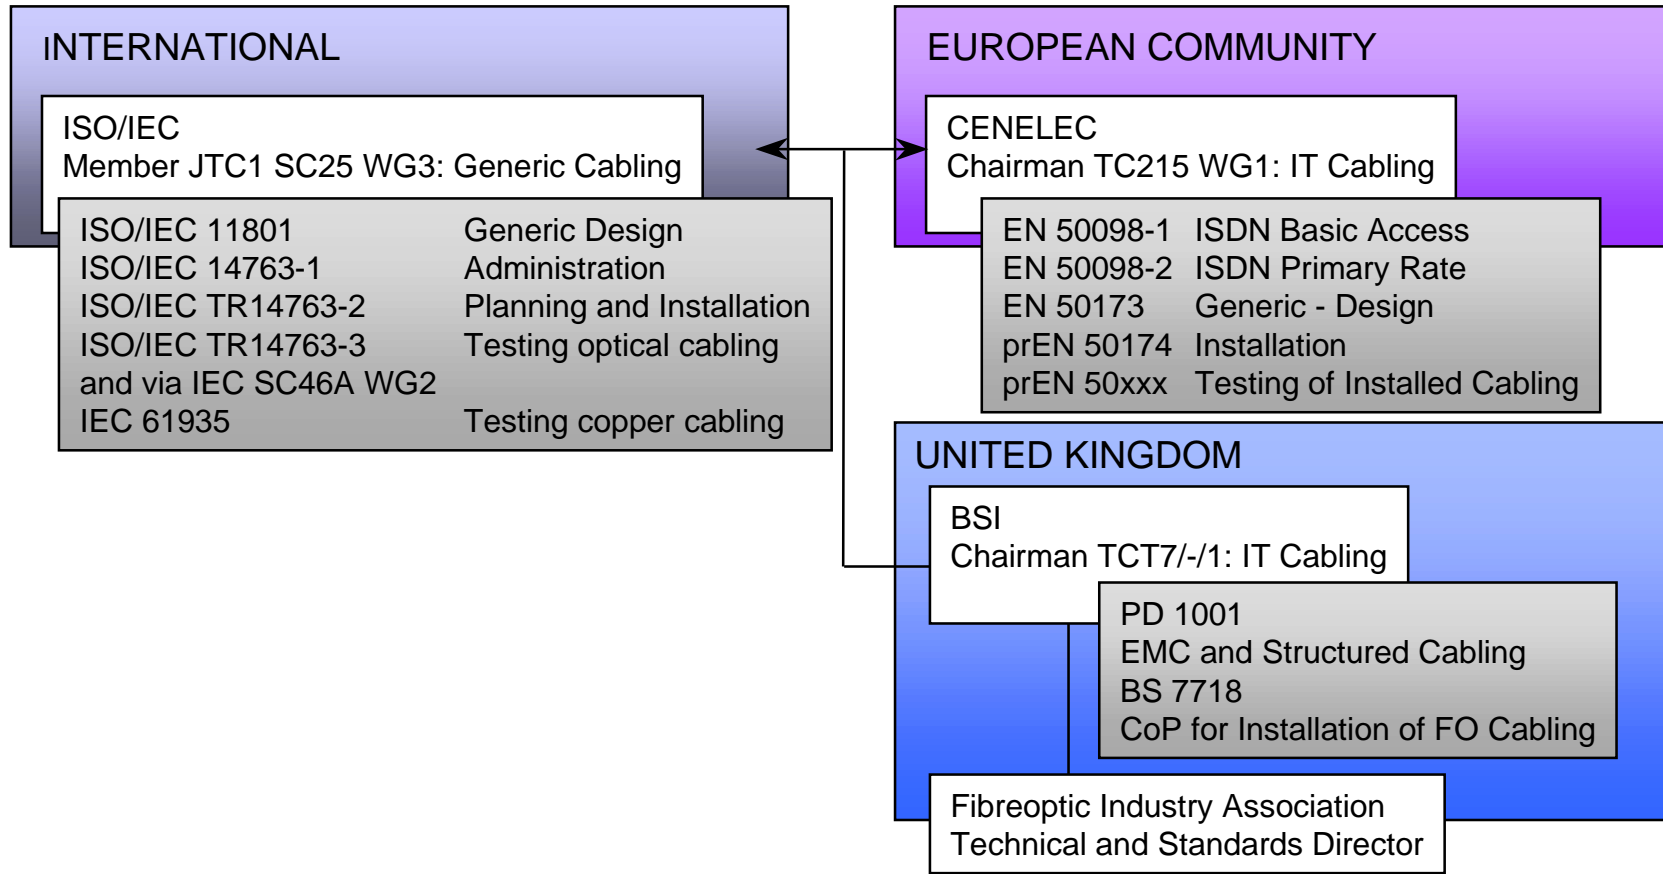 INTERNATIONAL
ISO/IEC
Member JTC1 SC25 WG3: Generic Cabling
ISO/IEC 11801 Generic Design
ISO/IEC 14763-1 Administration
ISO/IEC TR14763-2 Planning and Installation
ISO/IEC TR14763-3 Testing optical cabling
and via IEC SC46A WG2
IEC 61935 Testing copper cabling
EUROPEAN COMMUNITY
CENELEC
Chairman TC215 WG1: IT Cabling
EN 50098-1 ISDN Basic Access
EN 50098-2 ISDN Primary Rate
EN 50173 Generic - Design
prEN 50174 Installation
prEN 50xxx Testing of Installed Cabling
UNITED KINGDOM
BSI
Chairman TCT7/-/1: IT Cabling
PD 1001
EMC and Structured Cabling
BS 7718
CoP for Installation of FO Cabling
Fibreoptic Industry Association
Technical and Standards Director